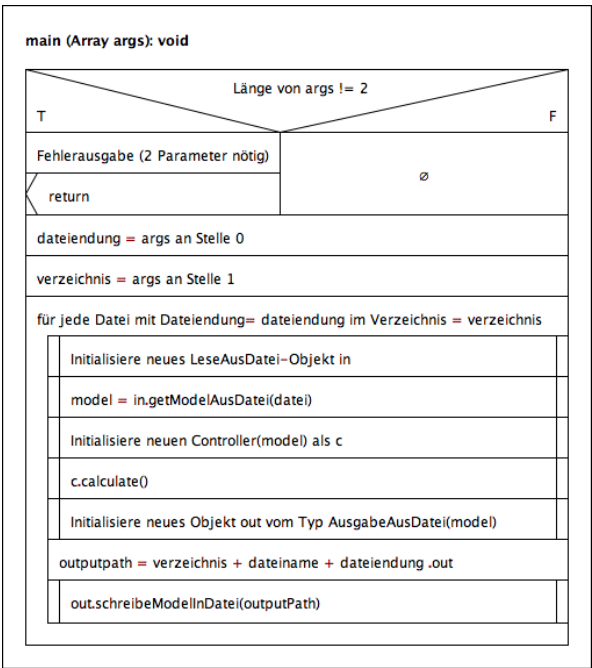 main (Array args): void
Länge von args != 2
T
F
Fehlerausgabe (2 Parameter nötig)
∅
return
dateiendung = args an Stelle 0
verzeichnis = args an Stelle 1
für jede Datei mit Dateiendung= dateiendung im Verzeichnis = verzeichnis
Initialisiere neues LeseAusDatei-Objekt in
model = in.getModelAusDatei(datei)
Initialisiere neuen Controller(model) als c
c.calculate()
Initialisiere neues Objekt out vom Typ AusgabeAusDatei(model)
outputpath = verzeichnis + dateiname + dateiendung .out
out.schreibeModelInDatei(outputPath)